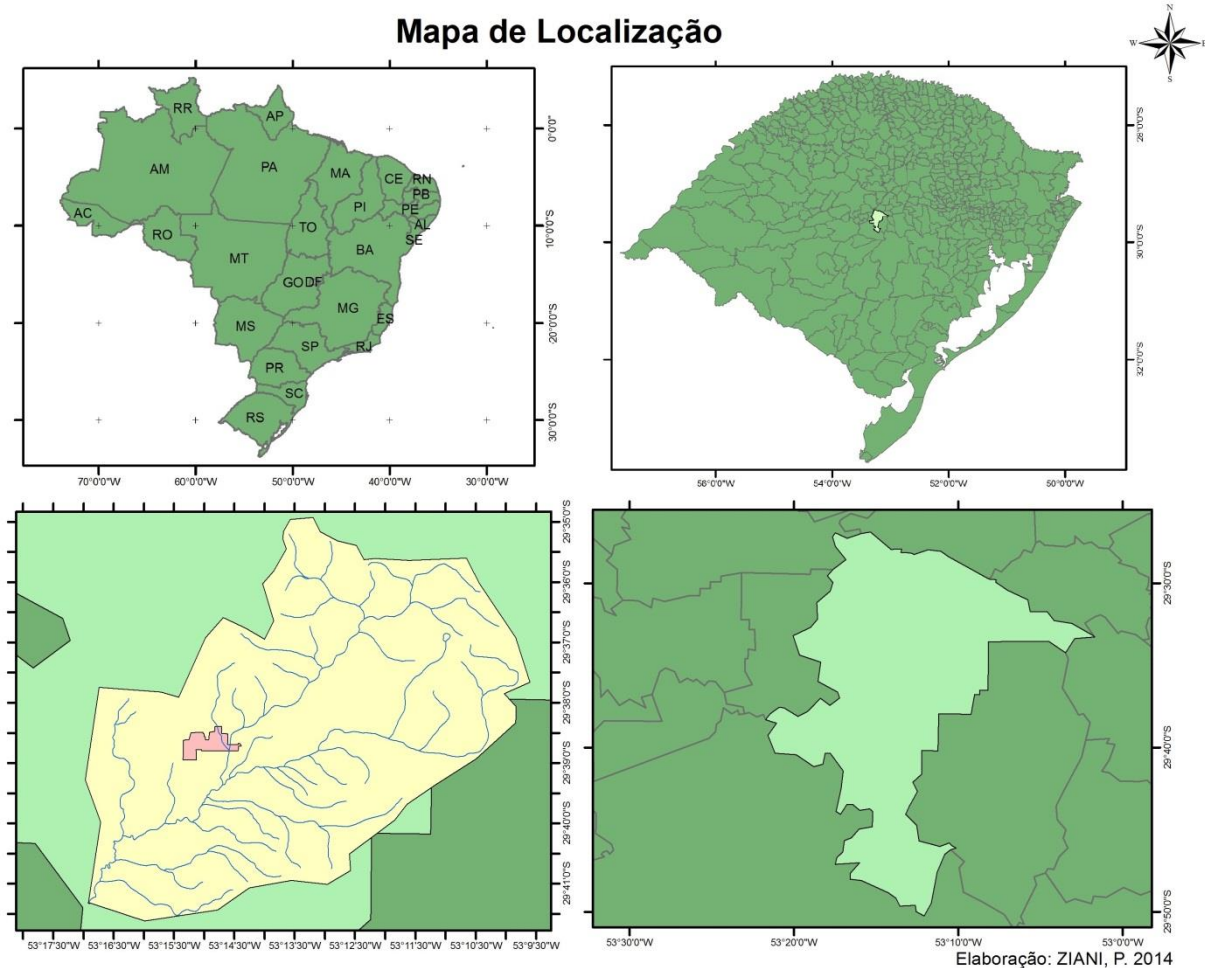 Mapa de Localização
N
W
E
S
RR
AP
AM
PA
MA
CE
RN
PB
PI
PE
AC
AL
TO
RO
SE
BA
MT
GO
DF
MG
MS
ES
SP
RJ
PR
SC
RS
0°0'0"
10°0'0"S
20°0'0"S
30°0'0"S
70°0'0"W
60°0'0"W
50°0'0"W
40°0'0"W
30°0'0"W
28°0'0"S
30°0'0"S
32°0'0"S
56°0'0"W
54°0'0"W
52°0'0"W
50°0'0"W
29°35'0"S
29°36'0"S
29°37'0"S
29°38'0"S
29°39'0"S
29°40'0"S
29°41'0"S
53°17'30"W
53°16'30"W
53°15'30"W
53°14'30"W
53°13'30"W
53°12'30"W
53°11'30"W
53°10'30"W
53°9'30"W
29°30'0"S
29°40'0"S
29°50'0"S
53°30'0"W
53°20'0"W
53°10'0"W
53°0'0"W
Elaboração: ZIANI, P. 2014